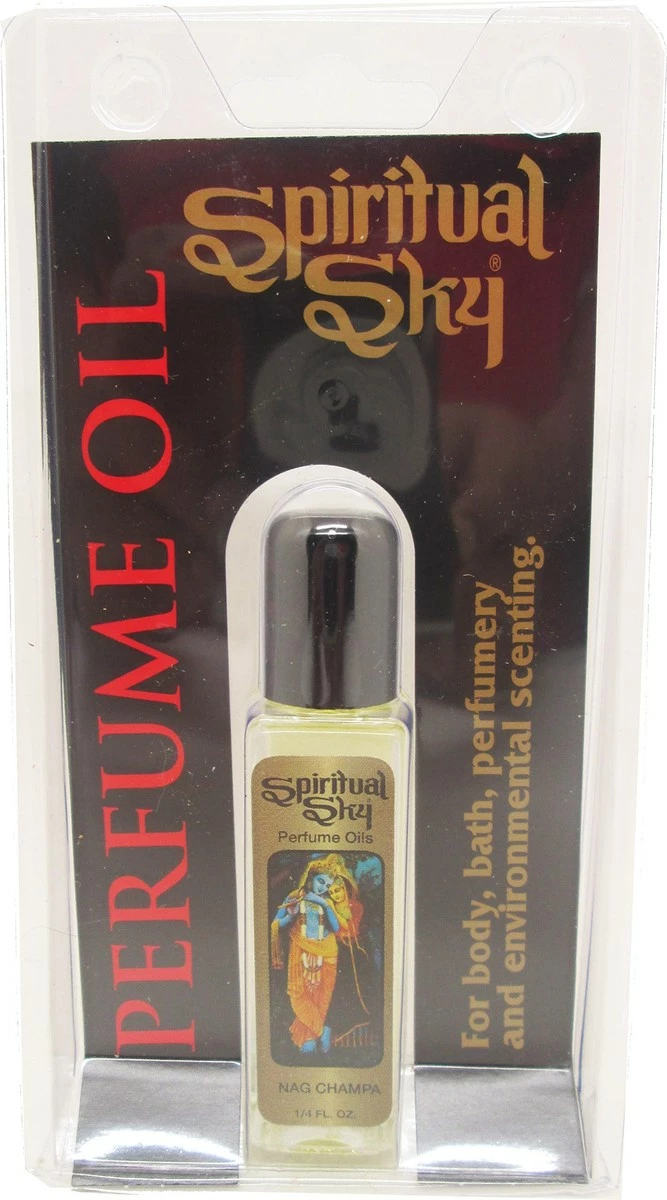 Spiritual
Sky®
PERFUME OIL
For body, bath, perfumery
and environmental scenting.
Spiritual
Sky
Perfume Oils
NAG CHAMPA
1/4 FL. OZ.